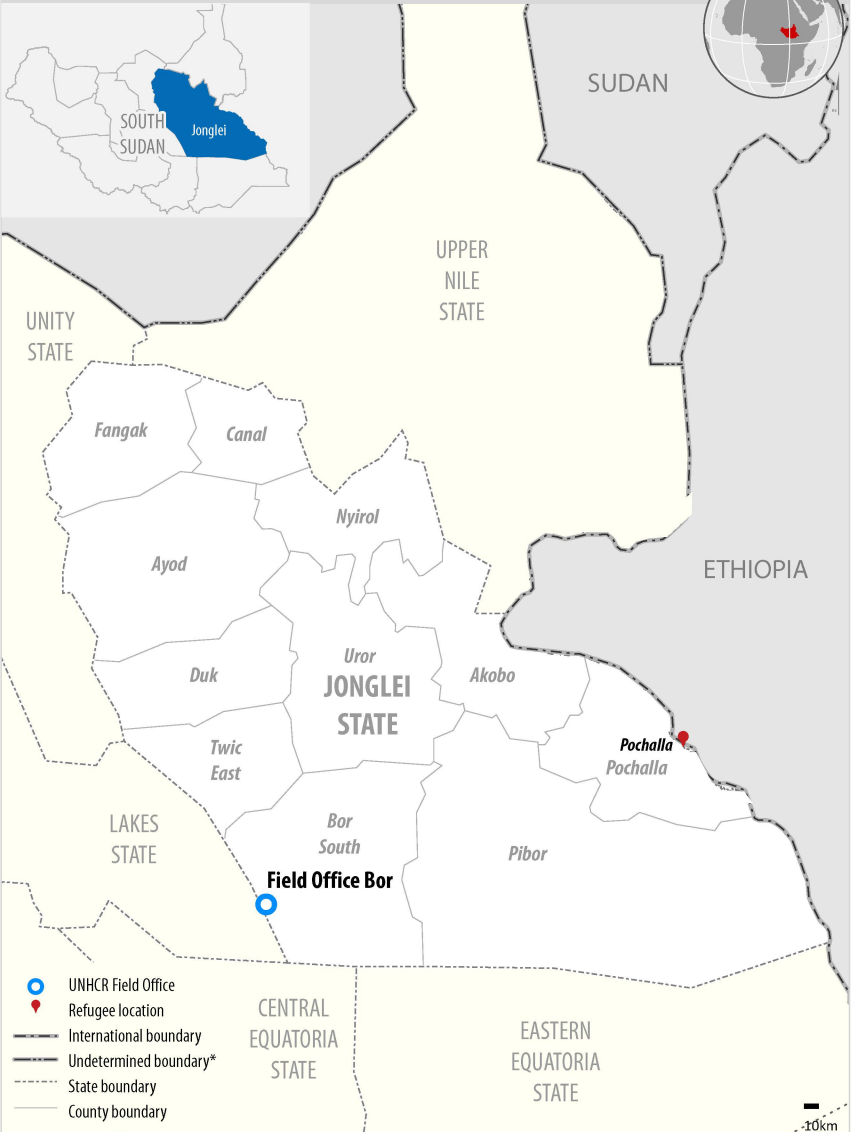 SUDAN
SOUTH
SUDAN
Jonglei
UPPER
NILE
STATE
UNITY
STATE
Fangak
Canal
Nyirol
Ayod
ETHIOPIA
Uror
Duk
JONGLEI
STATE
Akobo
Twic
East
Pochalla
Pochalla
Bor
South
LAKES
STATE
Pibor
Field Office Bor
UNHCR Field Office
Refugee location
International boundary
Undetermined boundary*
State boundary
County boundary
CENTRAL
EQUATORIA
STATE
EASTERN
EQUATORIA
STATE
10km